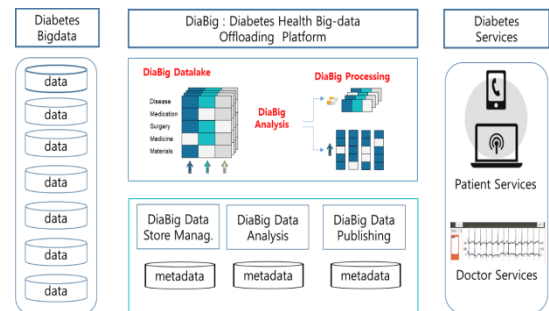 Diabetes
Bigdata
data
data
data
data
data
data
data
DiaBig : Diabetes Health Big-data
Offloading Platform
DiaBig Datalake
DiaBig Processing
Disease
Medication
Surgery
Medicine
Materials
DiaBig
Analysis
DiaBig Data
Store Manag.
DiaBig Data
Analysis
DiaBig Data
Publishing
metadata
metadata
metadata
Diabetes
Services
Patient Services
Doctor Services